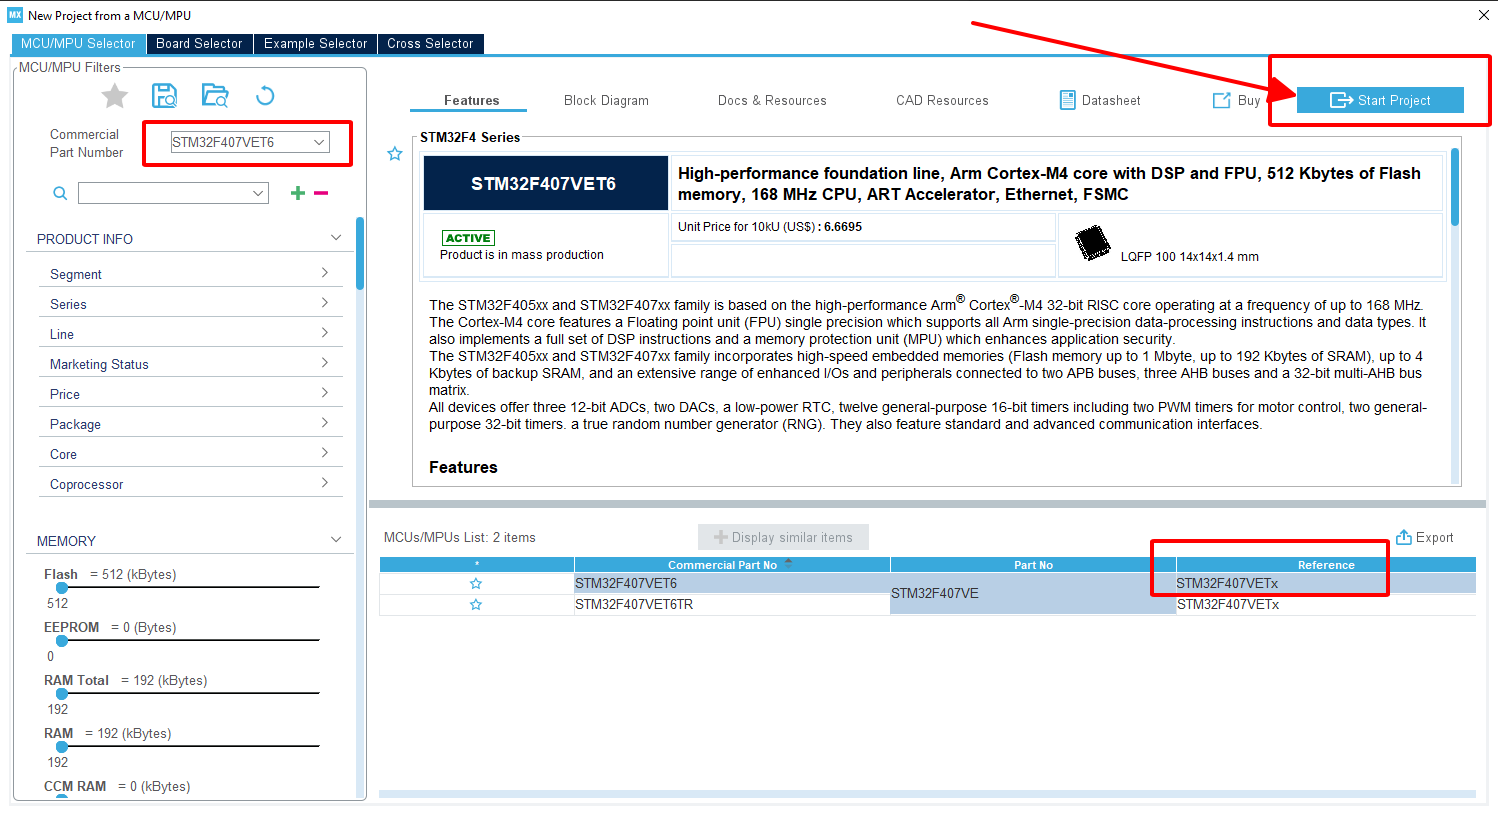 MX New Project from a MCU/MPU
MCU/MPU Selector Board Selector Example Selector Cross Selector
MCU/MPU Filters
Commercial
Part Number
STM32F407VET6
PRODUCT INFO
Segment
Series
Line
Marketing Status
Price
Package
Core
Coprocessor
MEMORY
Flash = 512 (kBytes)
512
EEPROM = 0 (Bytes)
0
RAM Total = 192 (kBytes)
192
RAM = 192 (kBytes)
192
CCM RAM = 0 (kBytes)
Features Block Diagram Docs & Resources CAD Resources Datasheet Buy Start Project
STM32F4 Series
STM32F407VET6
High-performance foundation line, Arm Cortex-M4 core with DSP and FPU, 512 Kbytes of Flash
memory, 168 MHz CPU, ART Accelerator, Ethernet, FSMC
ACTIVE
Product is in mass production
Unit Price for 10kU (US$) : 6.6695
LQFP 100 14x14x1.4 mm
The STM32F405xx and STM32F407xx family is based on the high-performance Arm® Cortex®-M4 32-bit RISC core operating at a frequency of up to 168 MHz.
The Cortex-M4 core features a Floating point unit (FPU) single precision which supports all Arm single-precision data-processing instructions and data types. It
also implements a full set of DSP instructions and a memory protection unit (MPU) which enhances application security.
The STM32F405xx and STM32F407xx family incorporates high-speed embedded memories (Flash memory up to 1 Mbyte, up to 192 Kbytes of SRAM), up to 4
Kbytes of backup SRAM, and an extensive range of enhanced I/Os and peripherals connected to two APB buses, three AHB buses and a 32-bit multi-AHB bus
matrix.
All devices offer three 12-bit ADCs, two DACs, a low-power RTC, twelve general-purpose 16-bit timers including two PWM timers for motor control, two general-
purpose 32-bit timers. a true random number generator (RNG). They also feature standard and advanced communication interfaces.
Features
MCUs/MPUs List: 2 items Display similar items Export
* Commercial Part No Part No Reference
STM32F407VET6 STM32F407VE STM32F407VETx
STM32F407VET6TR STM32F407VETx